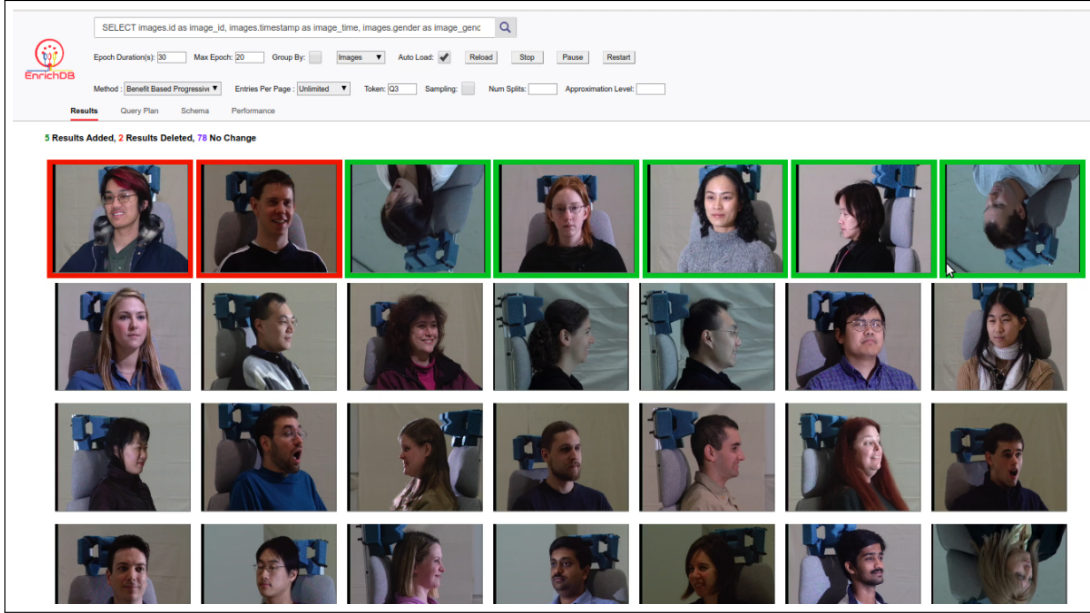 SELECT images.id as image_id, images.timestamp as image_time, images.gender as image_genc
EnrichDB
Epoch Duration(s): 30 Max Epoch: 20 Group By: Images ▼ Auto Load: ✔ Reload Stop Pause Restart
Method : Benefit Based Progressive ▼ Entries Per Page : Unlimited ▼ Token: Q3 Sampling: Num Splits: Approximation Level:
Results Query Plan Schema Performance
5 Results Added, 2 Results Deleted, 78 No Change